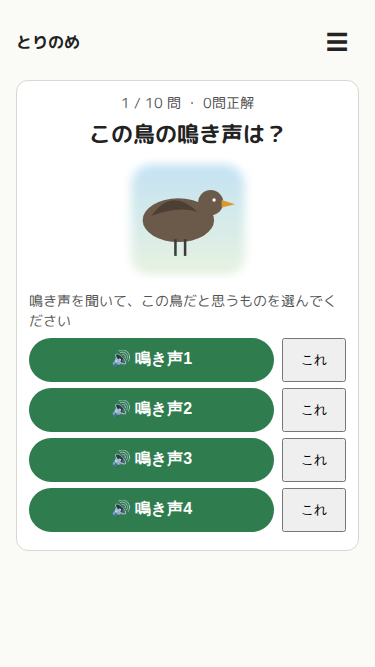 とりのめ
1 / 10 問 · 0問正解
この鳥の鳴き声は？
鳴き声を聞いて、この鳥だと思うものを選んでく
ださい
🔊 鳴き声1
これ
🔊 鳴き声2
これ
🔊 鳴き声3
これ
🔊 鳴き声4
これ